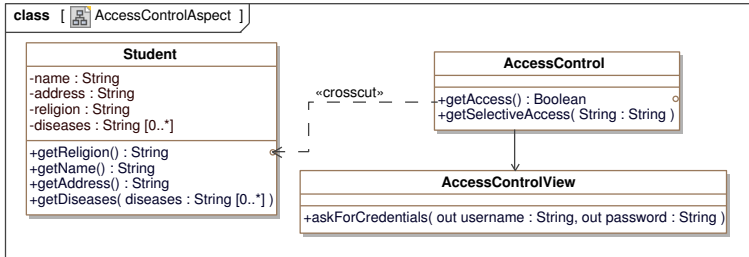 class [ AccessControlAspect ]
Student
-name : String
-address : String
-religion : String
-diseases : String [0..*]
+getReligion() : String
+getName() : String
+getAddress() : String
+getDiseases( diseases : String [0..*] )
«crosscut»
AccessControl
+getAccess() : Boolean
+getSelectiveAccess( String : String )
AccessControlView
+askForCredentials( out username : String, out password : String )